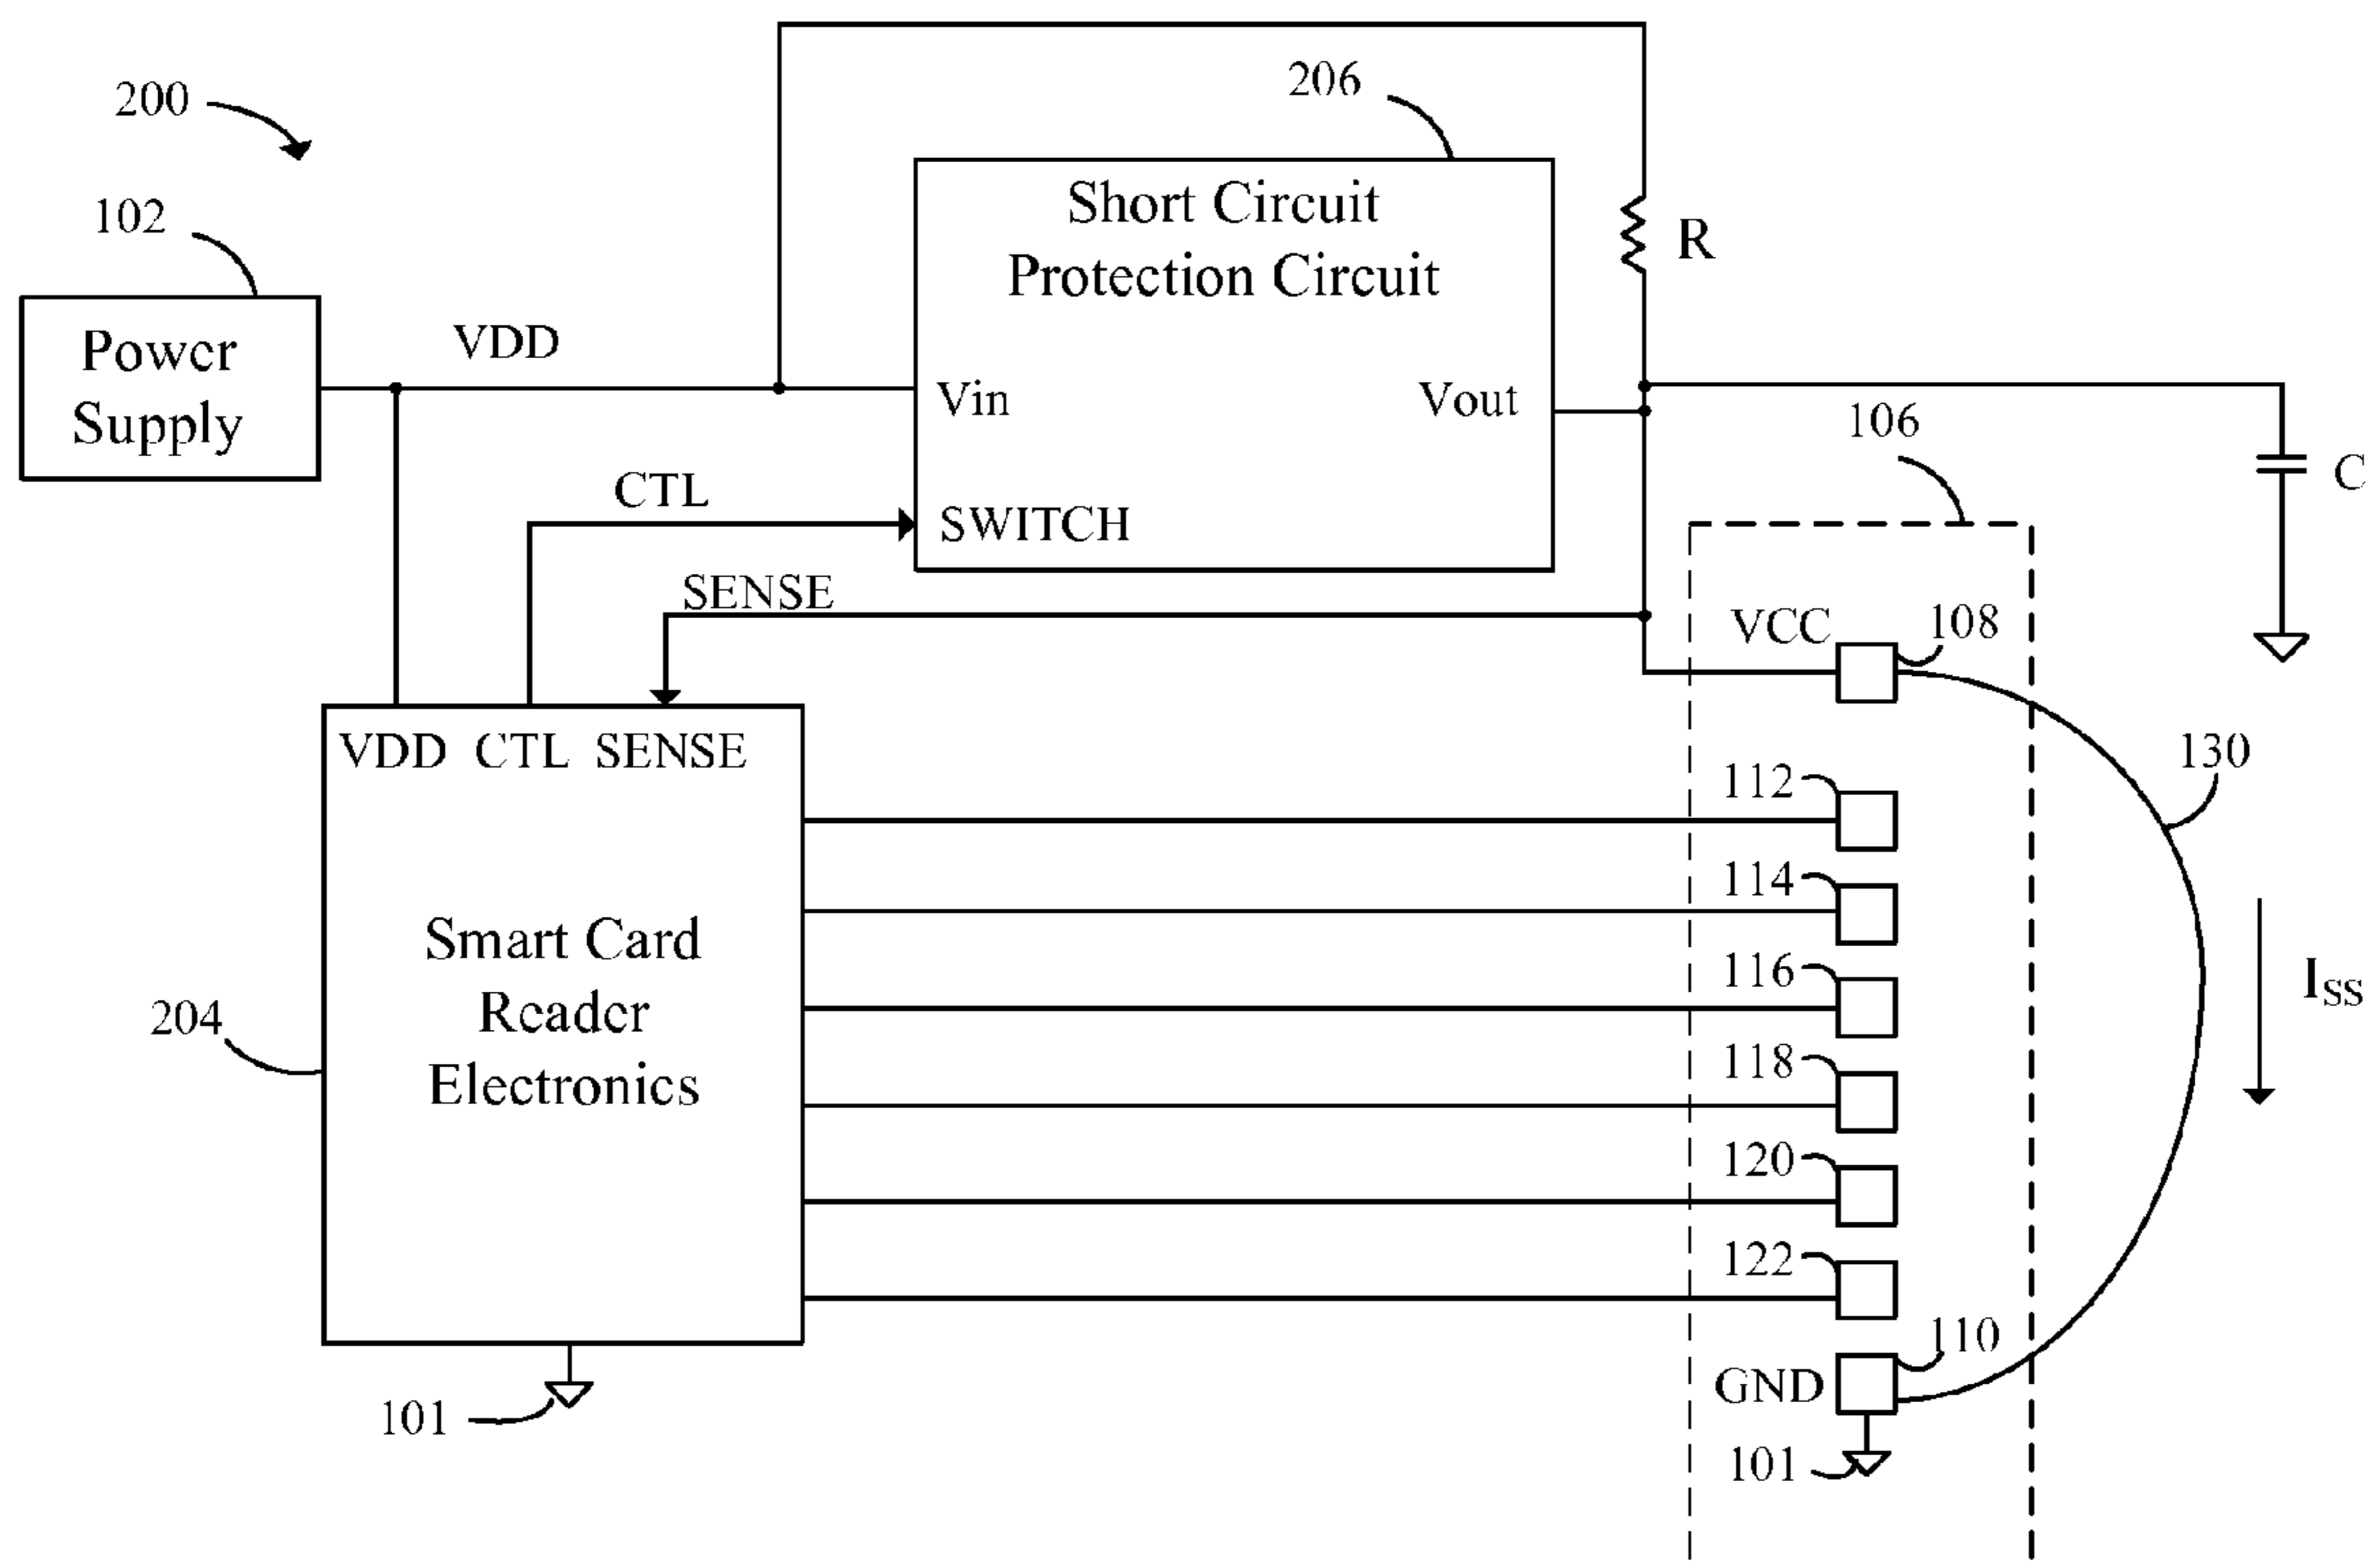 200
206
Short Circuit
Protection Circuit
R
102
Power
Supply
VDD
Vin
Vout
106
C
CTL
SWITCH
SENSE
VCC
108
VDD CTL SENSE
130
112
114
Smart Card
Reader
Electronics
116
ISS
204
118
120
122
110
GND
101
101